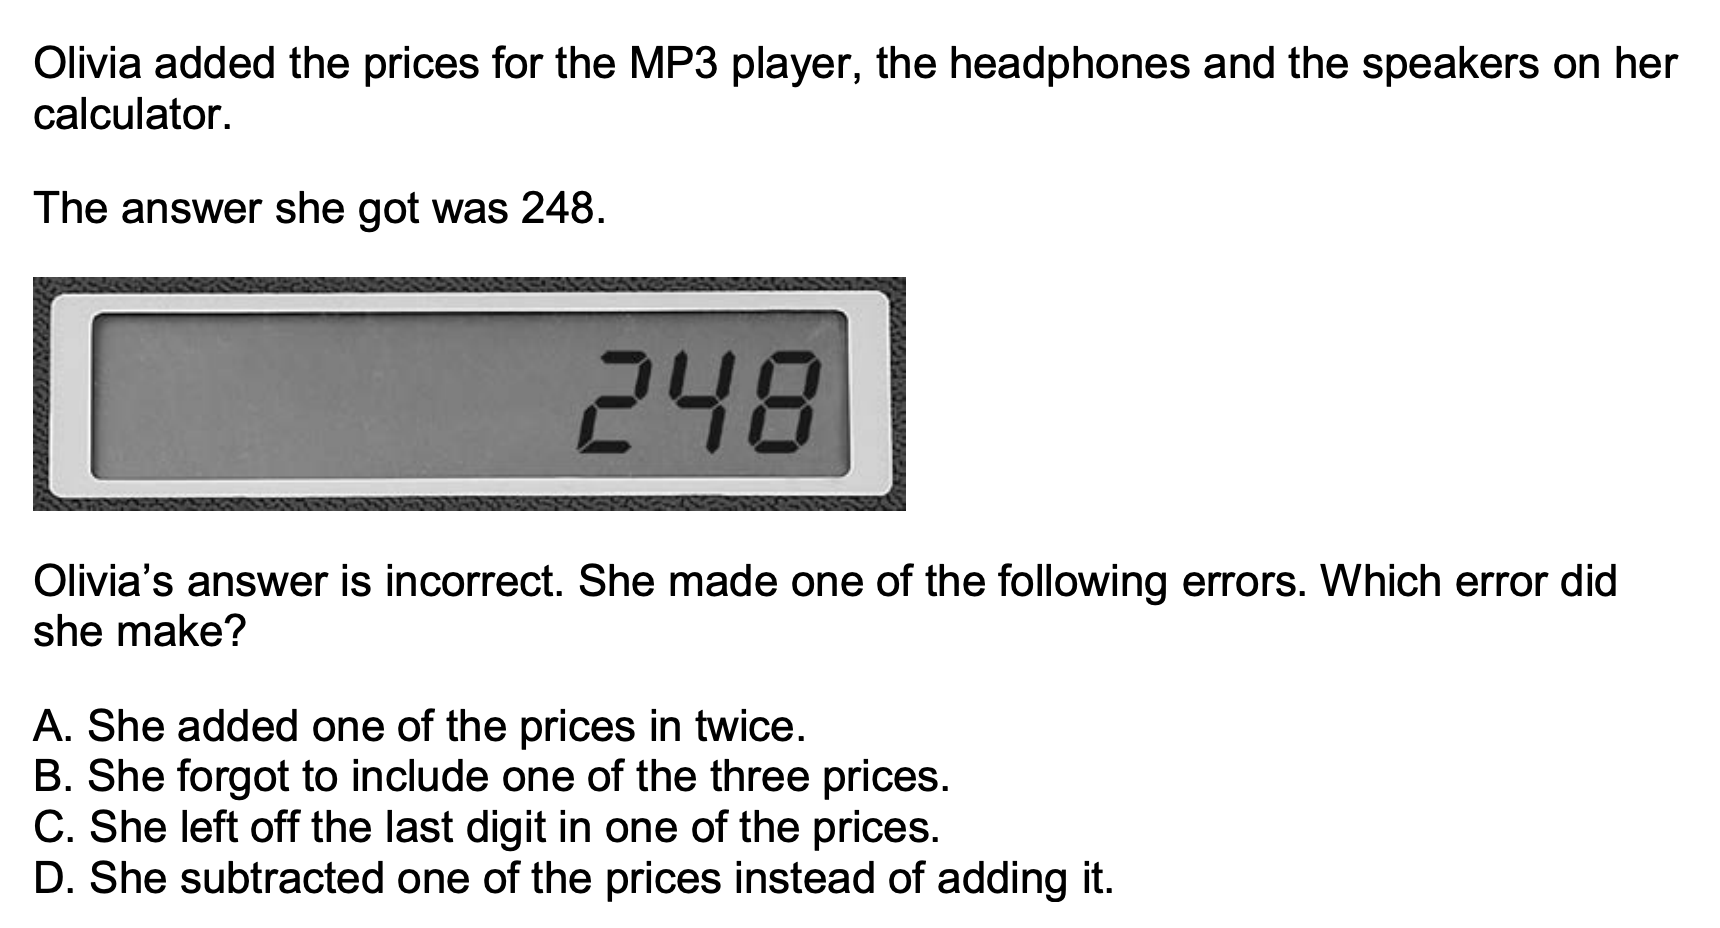 Olivia added the prices for the MP3 player, the headphones and the speakers on her
calculator.
The answer she got was 248.
248
Olivia’s answer is incorrect. She made one of the following errors. Which error did
she make?
A. She added one of the prices in twice.
B. She forgot to include one of the three prices.
C. She left off the last digit in one of the prices.
D. She subtracted one of the prices instead of adding it.